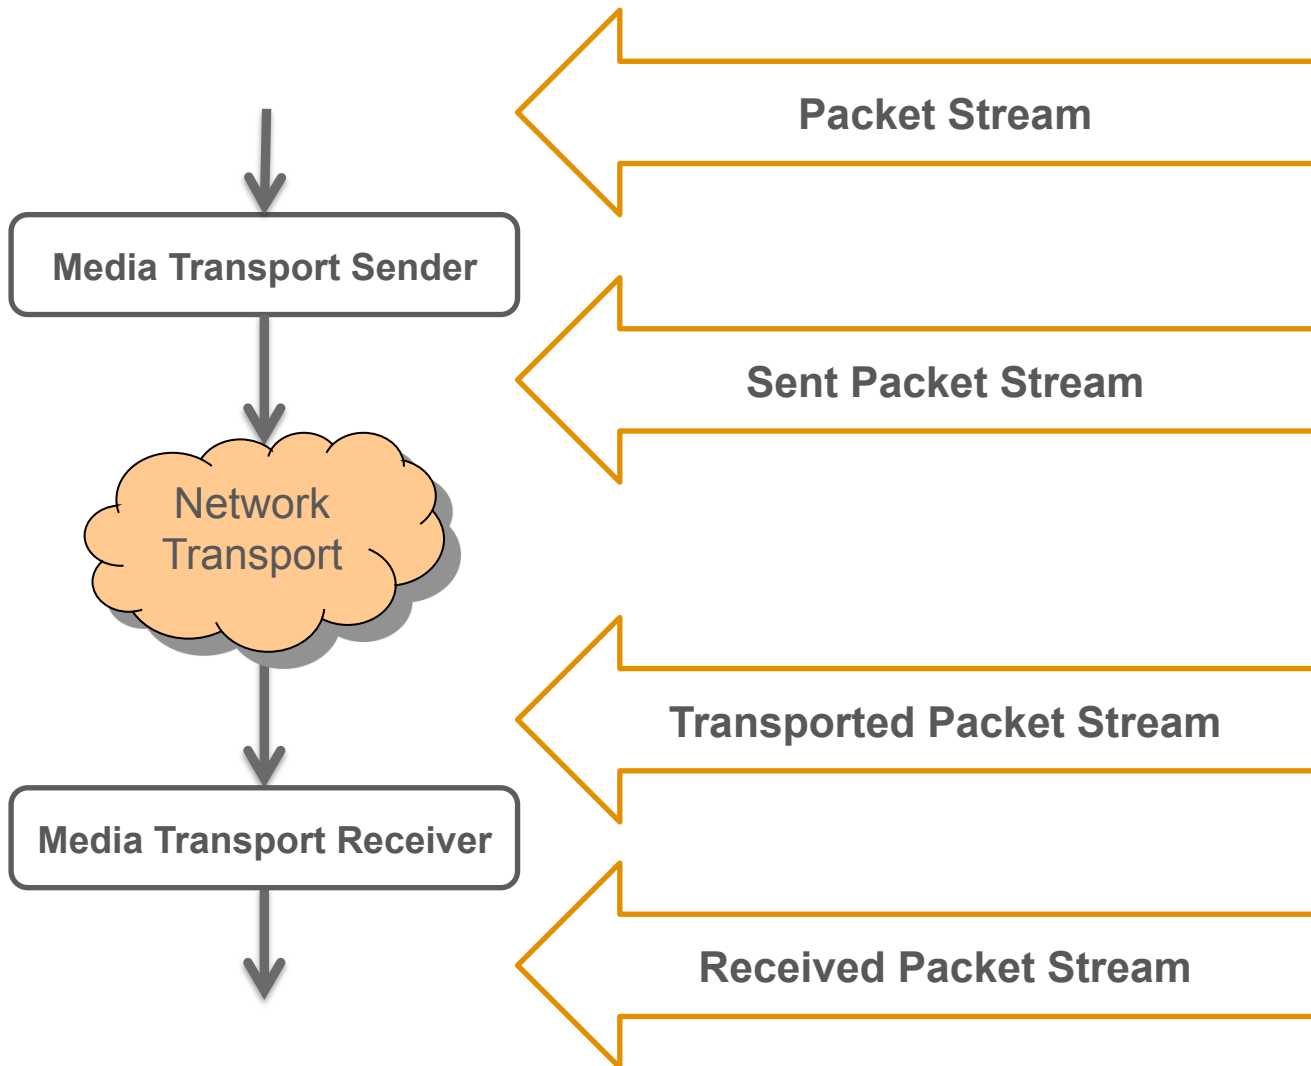 Packet Stream
Media Transport Sender
Sent Packet Stream
Network
Transport
Transported Packet Stream
Media Transport Receiver
Received Packet Stream